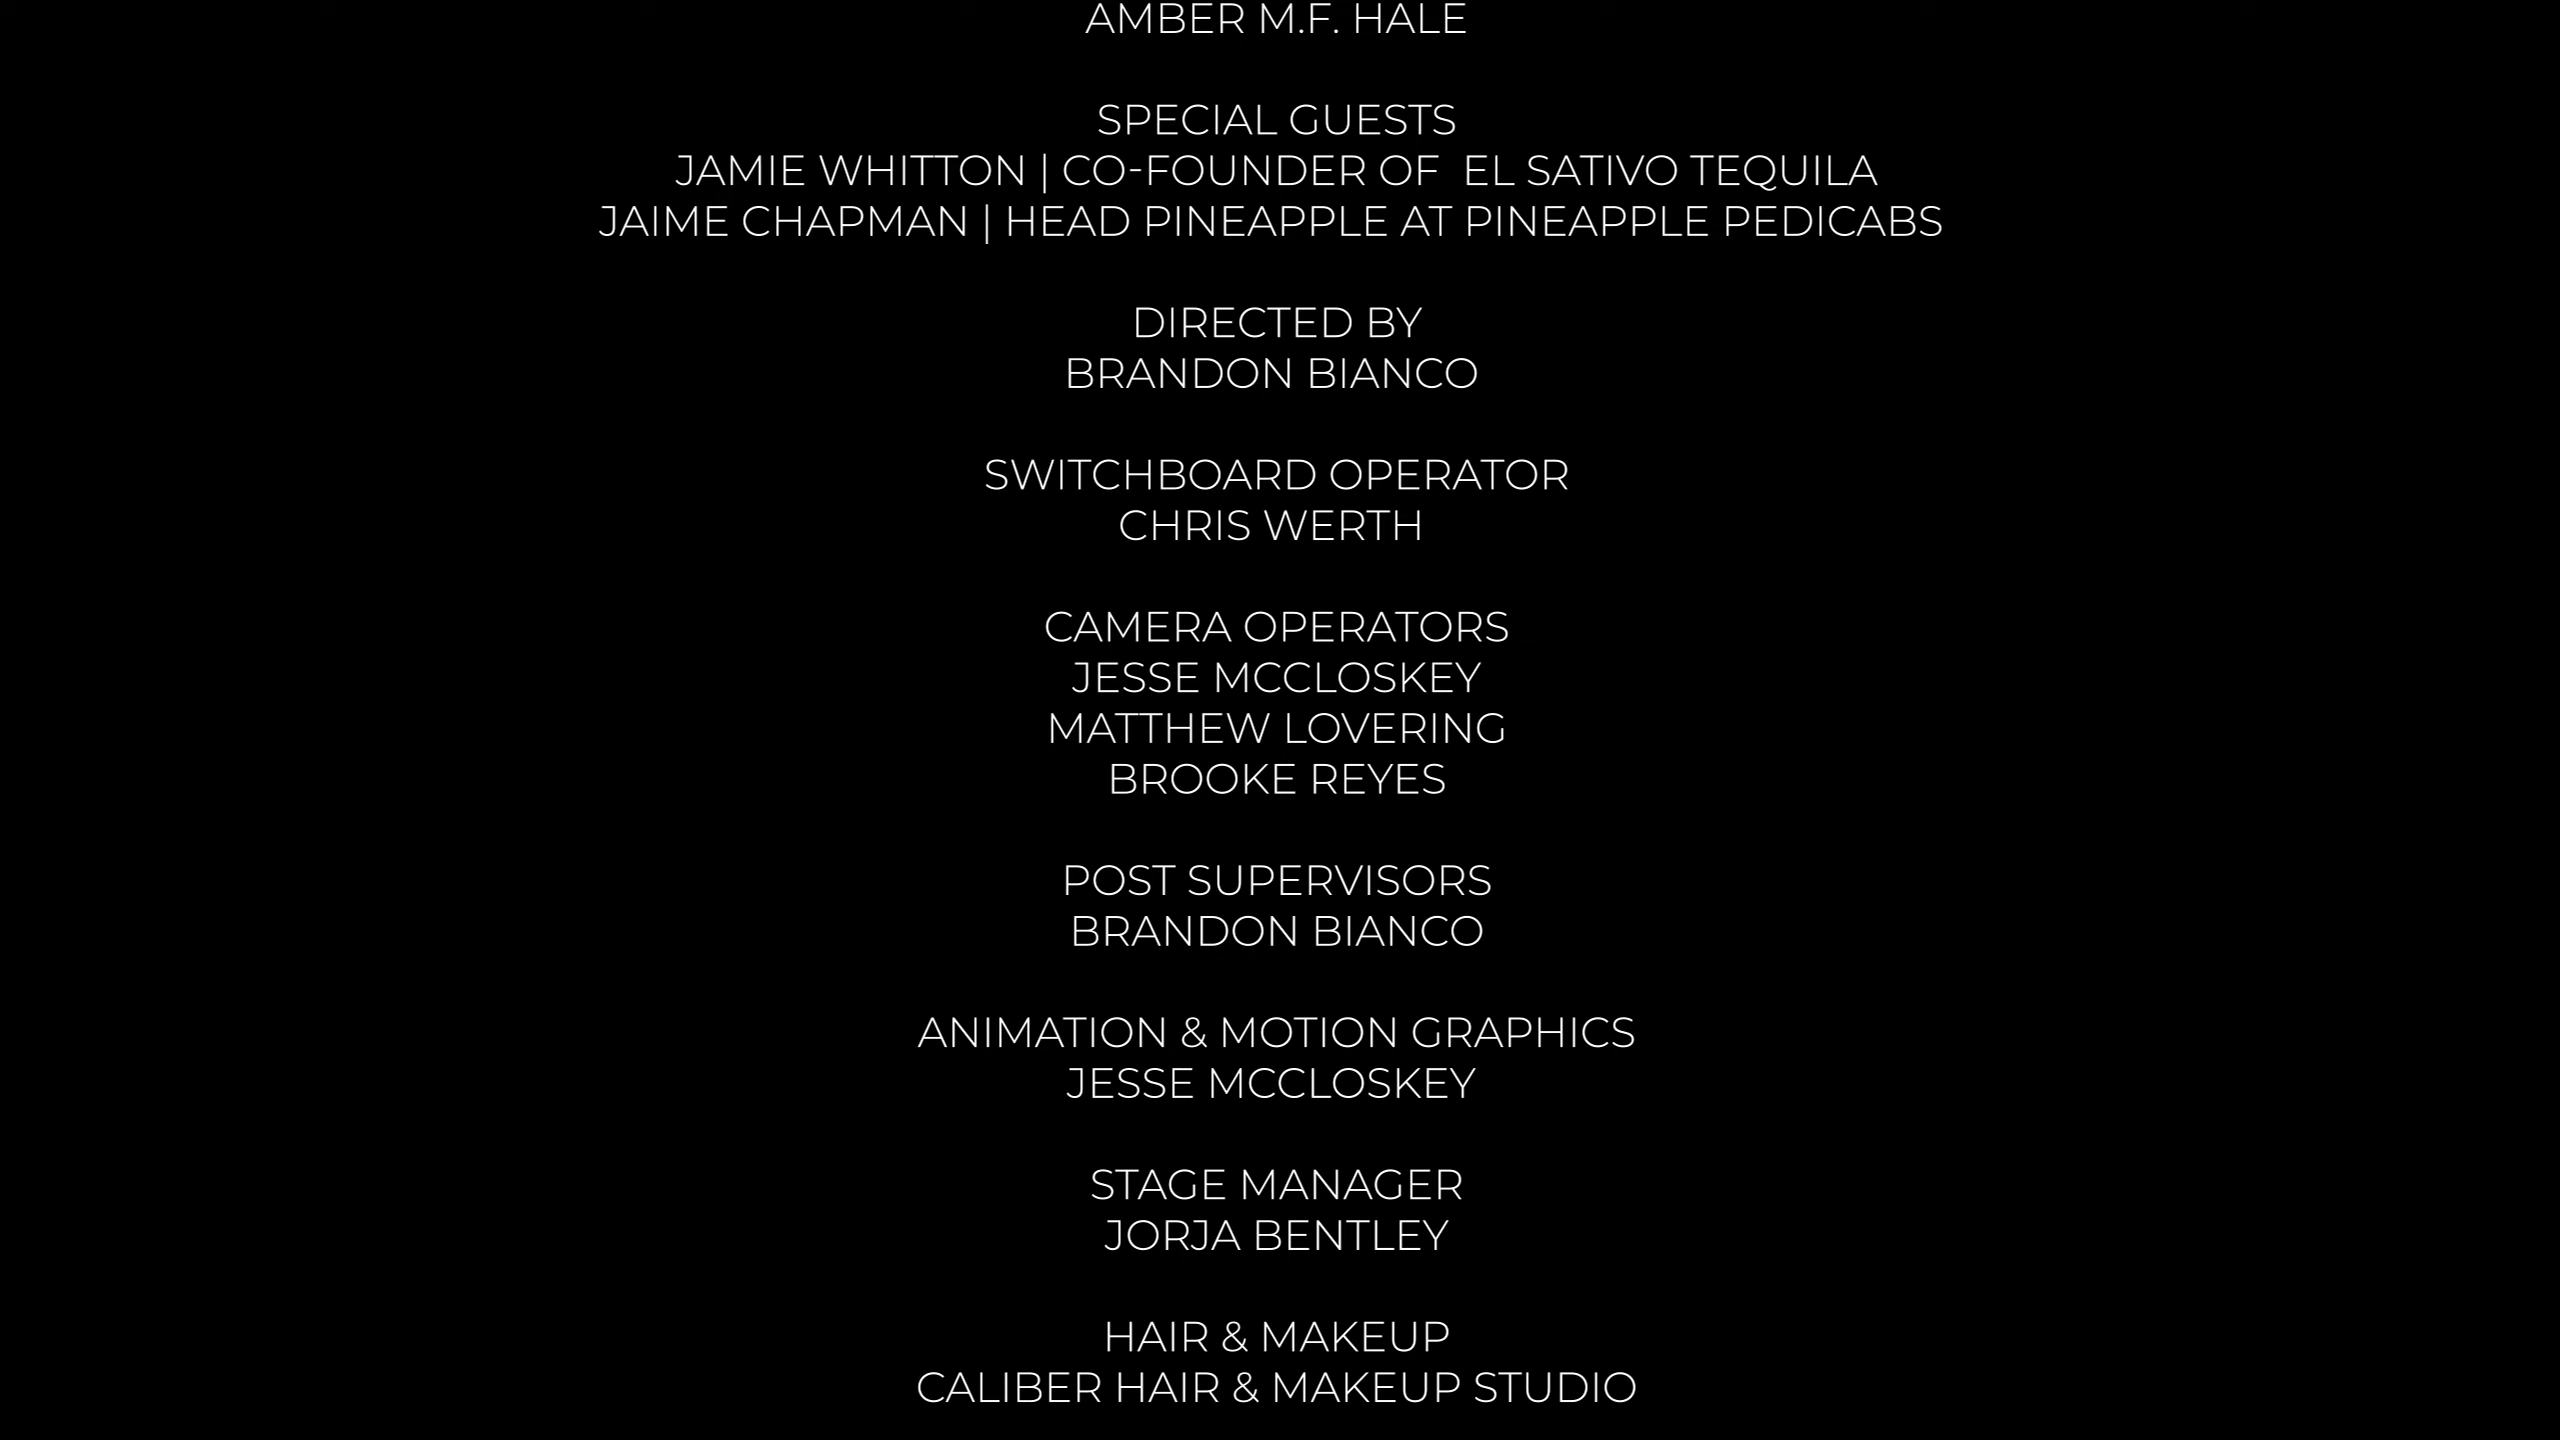 AMBER M.F. HALE
SPECIAL GUESTS
JAMIE WHITTON | CO-FOUNDER OF  EL SATIVO TEQUILA
JAIME CHAPMAN | HEAD PINEAPPLE AT PINEAPPLE PEDICABS
DIRECTED BY
BRANDON BIANCO
SWITCHBOARD OPERATOR
CHRIS WERTH
CAMERA OPERATORS
JESSE MCCLOSKEY
MATTHEW LOVERING
BROOKE REYES
POST SUPERVISORS
BRANDON BIANCO
ANIMATION & MOTION GRAPHICS
JESSE MCCLOSKEY
STAGE MANAGER
JORJA BENTLEY
HAIR & MAKEUP
CALIBER HAIR & MAKEUP STUDIO